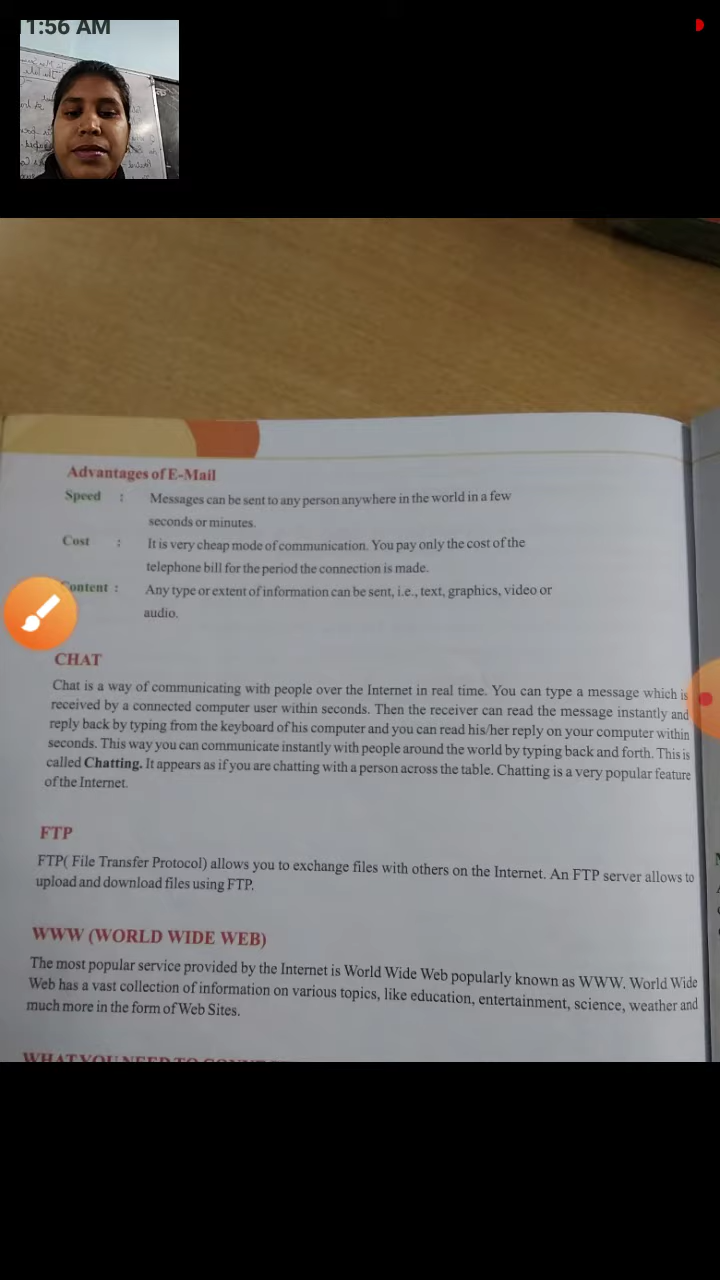 1:56 AM
Advantages of E-Mail
Speed : Messages can be sent to any person anywhere in the world in a few
seconds or minutes.
Cost : It is very cheap mode of communication. You pay only the cost of the
telephone bill for the period the connection is made.
ontent : Any type or extent of information can be sent, i.e., text, graphics, video or
audio.
CHAT
Chat is a way of communicating with people over the Internet in real time. You can type a message which is
received by a connected computer user within seconds. Then the receiver can read the message instantly and
reply back by typing from the keyboard of his computer and you can read his/her reply on your computer within
seconds. This way you can communicate instantly with people around the world by typing back and forth. This is
called Chatting. It appears as if you are chatting with a person across the table. Chatting is a very popular feature
of the Internet.
FTP
FTP( File Transfer Protocol) allows you to exchange files with others on the Internet. An FTP server allows to
upload and download files using FTP.
WWW (WORLD WIDE WEB)
The most popular service provided by the Internet is World Wide Web popularly known as WWW. World Wide
Web has a vast collection of information on various topics, like education, entertainment, science, weather and
much more in the form of Web Sites.
WHAT YOU NEED TO